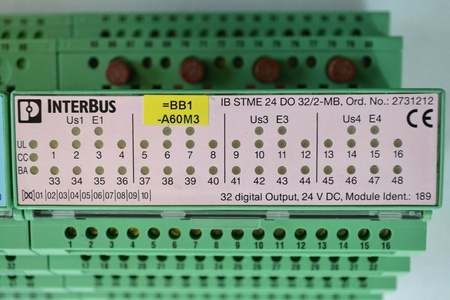 INTERBUS
=BB1
-A60M3
IB STME 24 DO 32/2-MB, Ord. No.: 2731212
CE
Us1 E1 Us3 E3 Us4 E4
UL 1 2 3 4 5 6 7 8 9 10 11 12 13 14 15 16
CC
BA
33 34 35 36 37 38 39 40 41 42 43 44 45 46 47 48
01 02 03 04 05 06 07 08 09 10
32 digital Output, 24 V DC, Module Ident.: 189
1 2 3 4 5 6 7 8 9 10 11 12 13 14 15 16